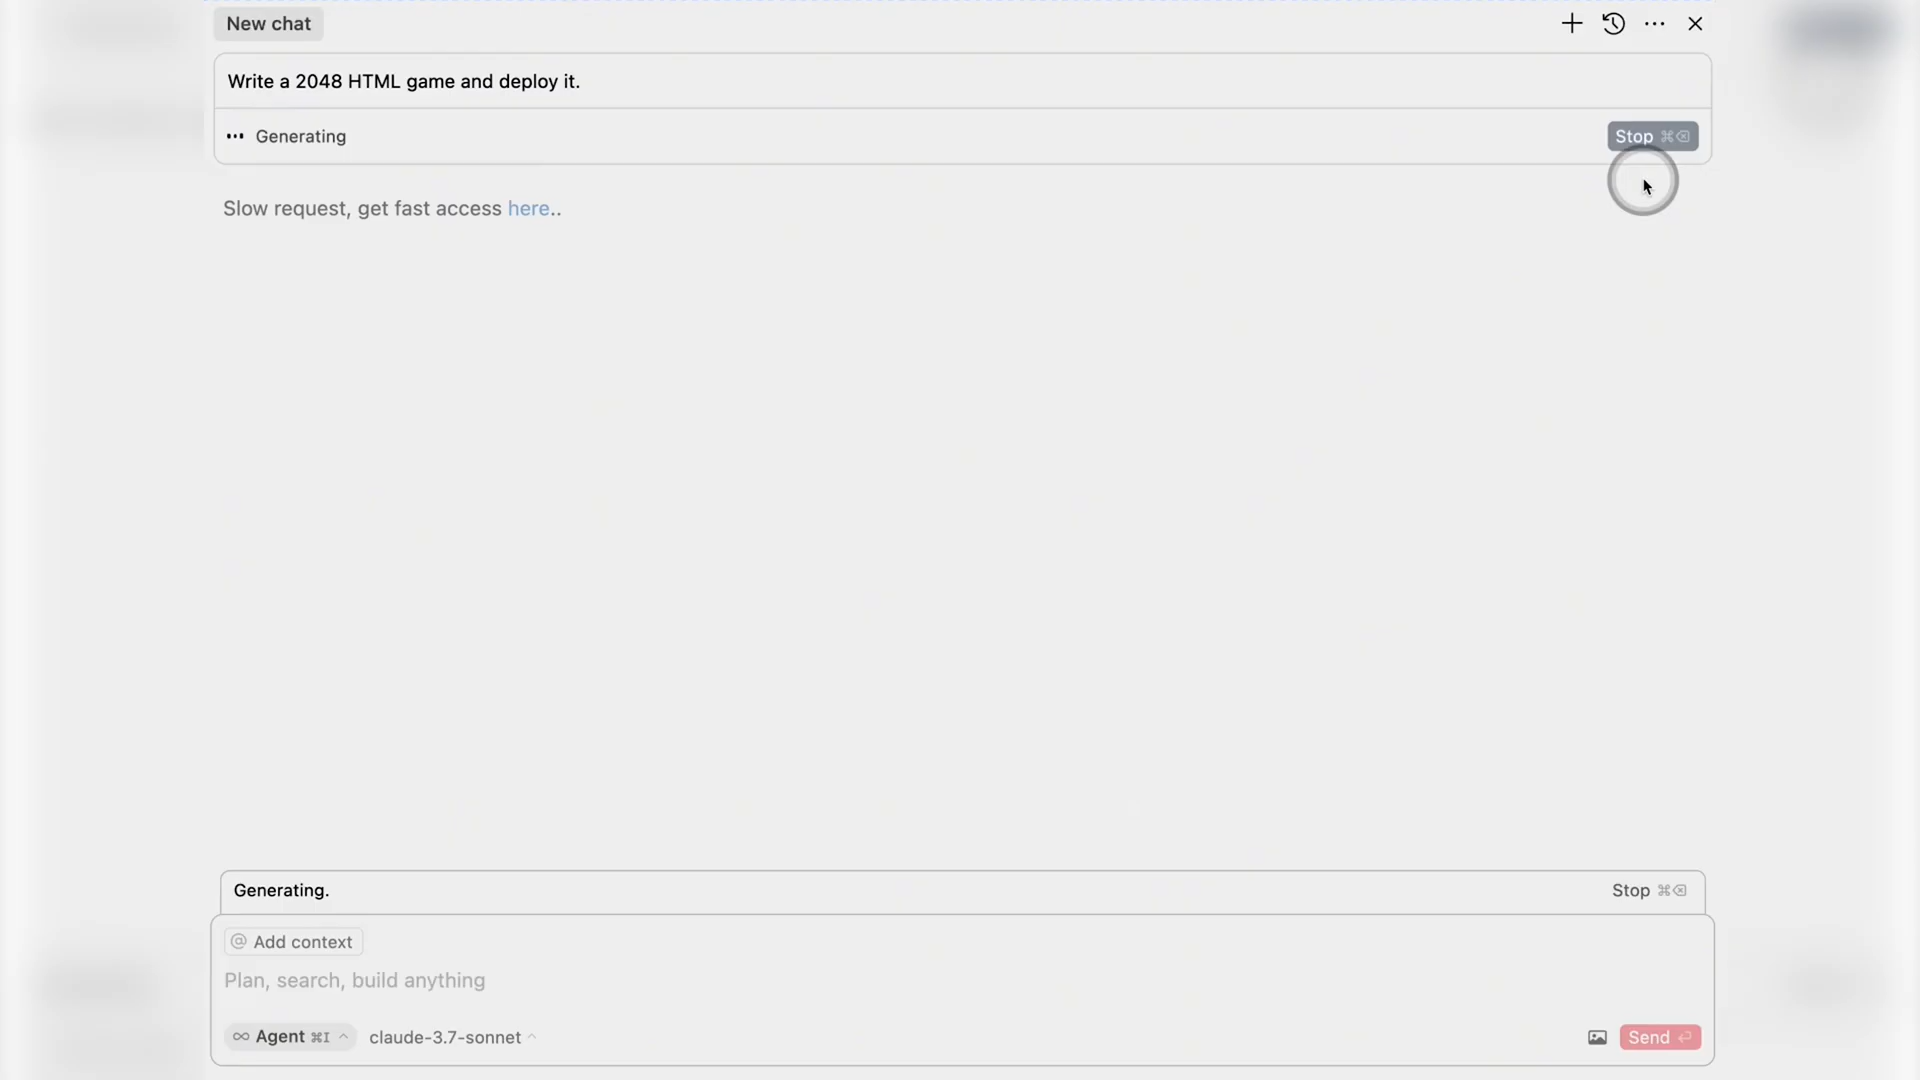 New chat
Write a 2048 HTML game and deploy it.
Generating
Stop ⌘⌫
Slow request, get fast access here..
Generating.
Stop ⌘⌫
@ Add context
Plan, search, build anything
∞ Agent ⌘I
claude-3.7-sonnet
Send ⏎